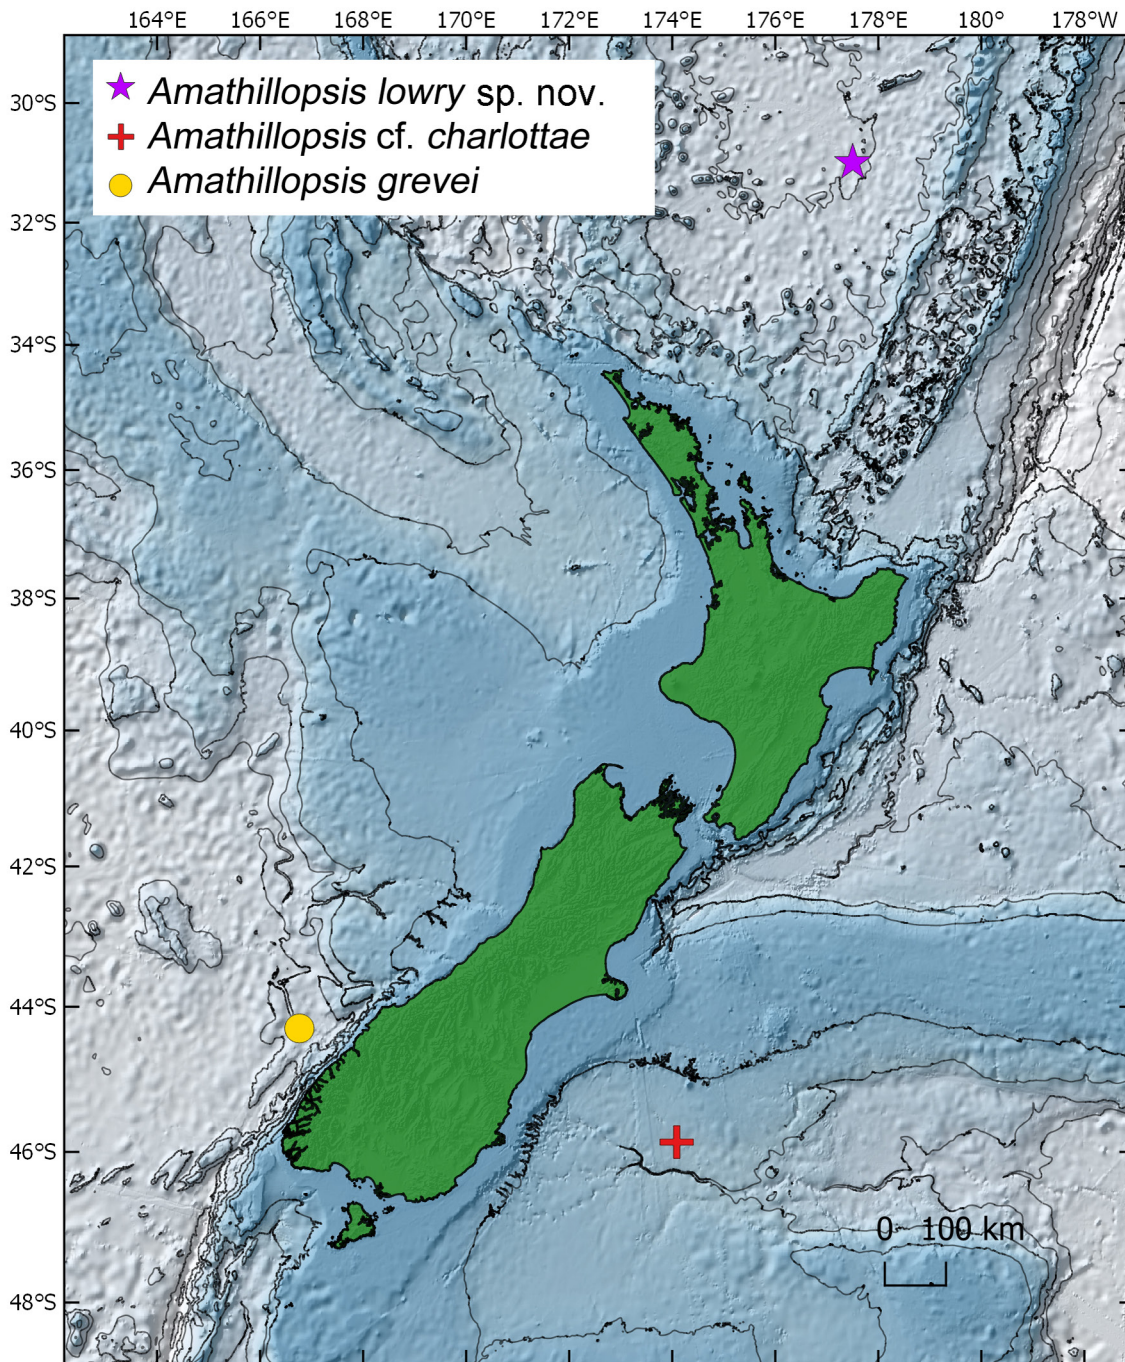 164°E 166°E 168°E 170°E 172°E 174°E 176°E 178°E 180° 178°W
Amathillopsis lowry sp. nov.
Amathillopsis cf. charlottae
Amathillopsis grevei
30°S
32°S
34°S
36°S
38°S
40°S
42°S
44°S
46°S
48°S
0 100 km